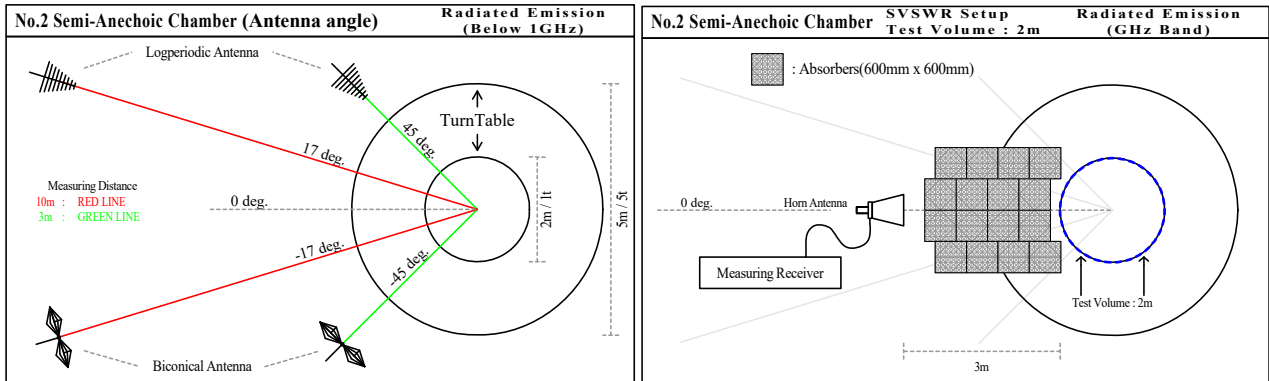 No.2 Semi-Anechoic Chamber (Antenna angle)
Radiated Emission
(Below 1GHz)
Logperiodic Antenna
TurnTable
45 deg.
17 deg.
Measuring Distance
10m : RED LINE
3m : GREEN LINE
0 deg.
2m / 1t
5m / 5t
-17 deg.
-45 deg.
Biconical Antenna
No.2 Semi-Anechoic Chamber
SVSWR Setup
Test Volume : 2m
Radiated Emission
(GHz Band)
: Absorbers(600mm x 600mm)
0 deg.
Horn Antenna
Measuring Receiver
Test Volume : 2m
3m